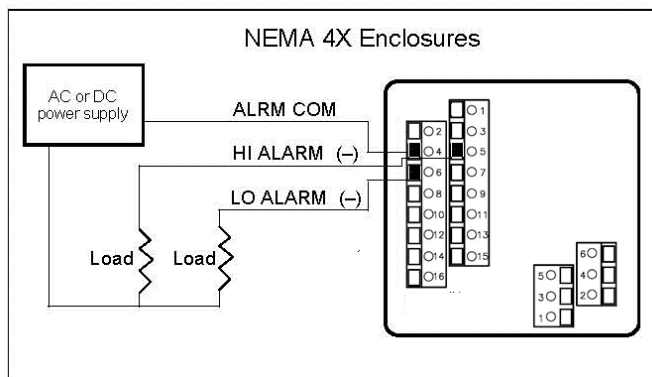 NEMA 4X Enclosures
AC or DC
power supply
ALRM COM
HI ALARM (–)
LO ALARM (–)
Load
Load
1
2
3
4
5
6
7
8
9
10
11
12
13
14
15
16
6
5
4
3
2
1